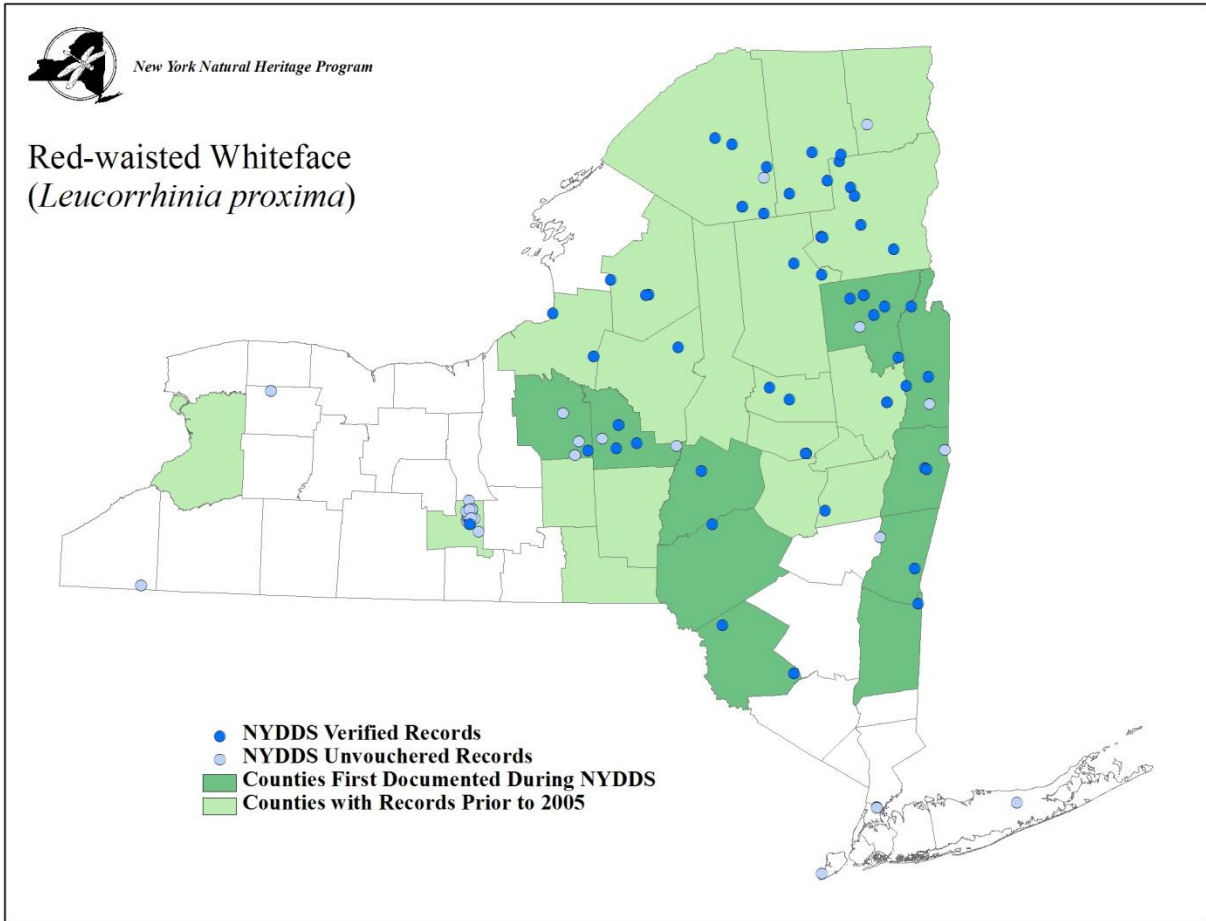 New York Natural Heritage Program
Red-waisted Whiteface
(Leucorrhinia proxima)
NYDDS Verified Records
NYDDS Unvouchered Records
Counties First Documented During NYDDS
Counties with Records Prior to 2005